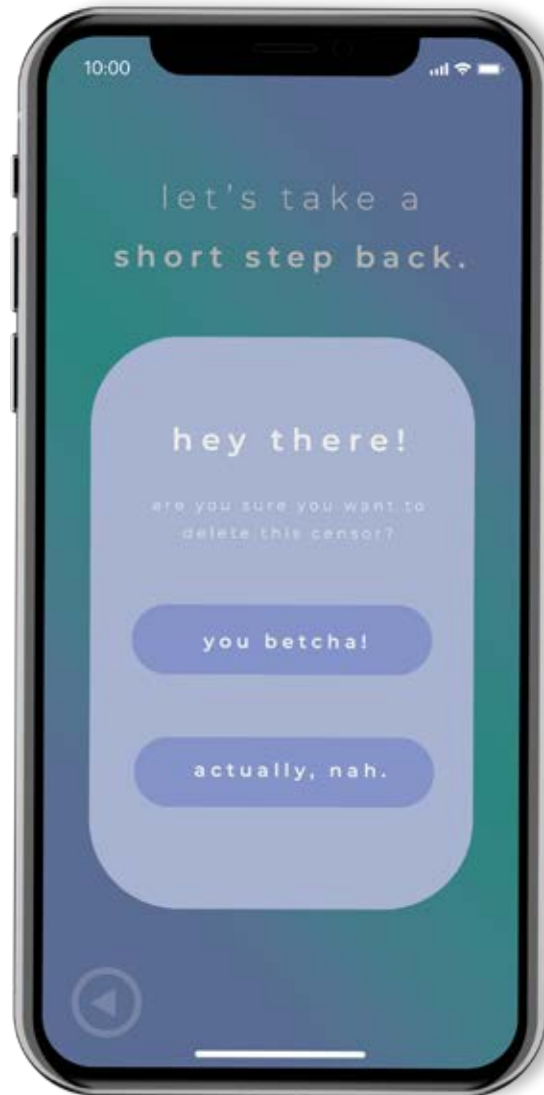 10:00
let's take a
short step back.
hey there!
are you sure you want to
delete this censor?
you betcha!
actually, nah.